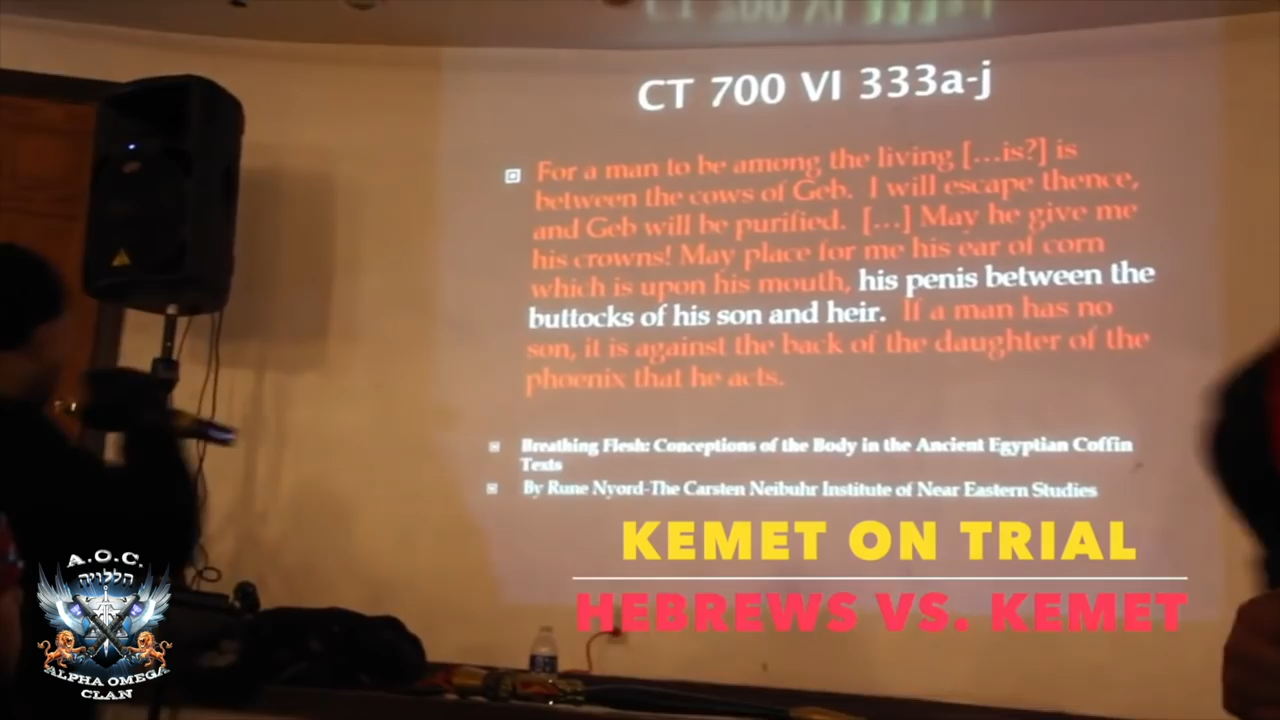 CT 700 VI 333a-j
CT 700 VI 333a-j
For a man to be among the living [...is?] is
between the cows of Geb. I will escape thence,
and Geb will be purified. [...] May he give me
his crowns! May place for me his ear of corn
which is upon his mouth, his penis between the
buttocks of his son and heir. If a man has no
son, it is against the back of the daughter of the
phoenix that he acts.
Breathing Flesh: Conceptions of the Body in the Ancient Egyptian Coffin
Texts
By Rune Nyord-The Carsten Neibuhr Institute of Near Eastern Studies
KEMET ON TRIAL
HEBREWS VS. KEMET
A.O.C.
הללויה
ALPHA OMEGA
CLAN